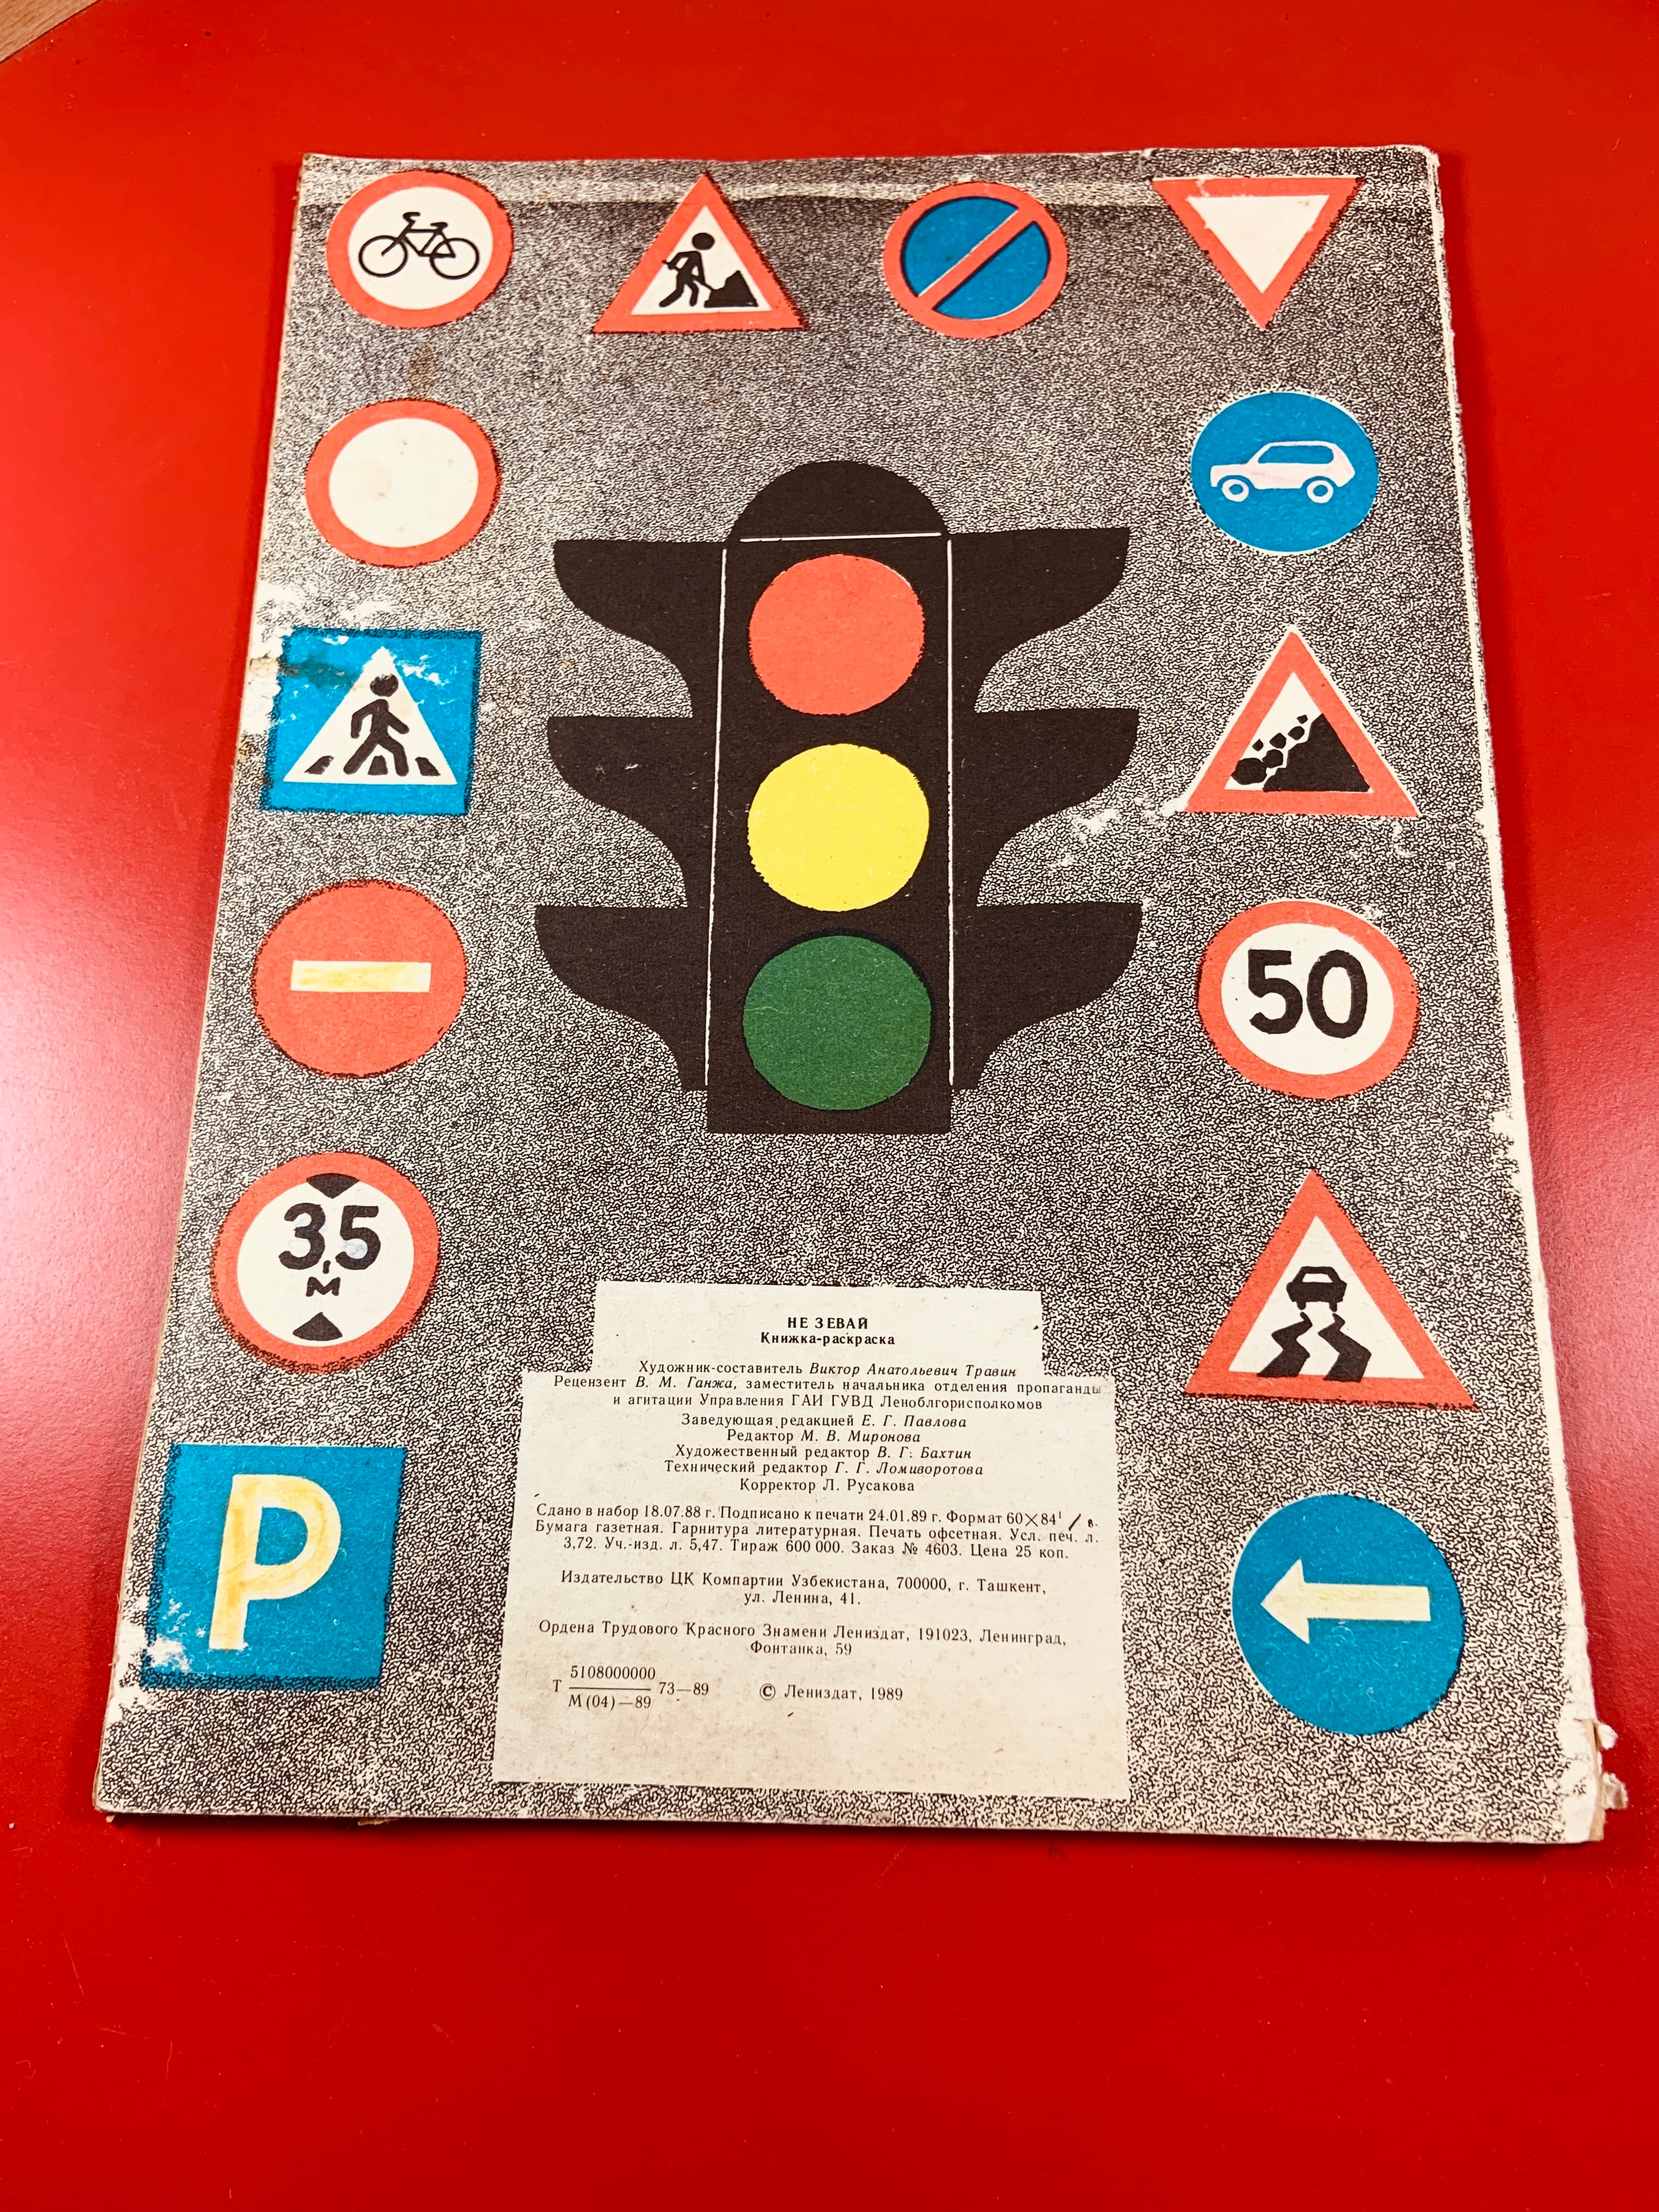 50
3,5
м
P
НЕ ЗЕВАЙ
Книжка-раскраска
Художник-составитель Виктор Анатольевич Травин
Рецензент В. М. Ганжа, заместитель начальника отделения пропаганды
и агитации Управления ГАИ ГУВД Леноблгорисполкомов
Заведующая редакцией Е. Г. Павлова
Редактор М. В. Миронова
Художественный редактор В. Г. Бахтин
Технический редактор Г. Г. Ломиворотова
Корректор Л. Русакова
Сдано в набор 18.07.88 г. Подписано к печати 24.01.89 г. Формат 60×84¹/в.
Бумага газетная. Гарнитура литературная. Печать офсетная. Усл. печ. л.
3,72. Уч.-изд. л. 5,47. Тираж 600 000. Заказ № 4603. Цена 25 коп.
Издательство ЦК Компартии Узбекистана, 700000, г. Ташкент,
ул. Ленина, 41.
Ордена Трудового Красного Знамени Лениздат, 191023, Ленинград,
Фонтанка, 59
5108000000
Т 73—89 © Лениздат, 1989
М(04)—89